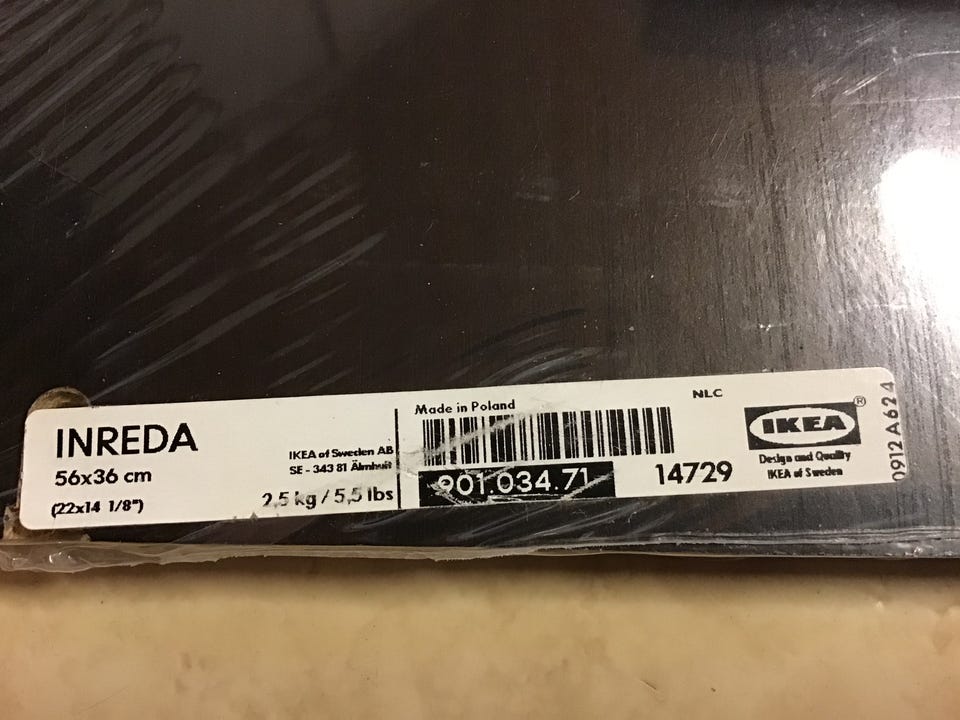 INREDA
56x36 cm
(22x14 1/8")
IKEA of Sweden AB
SE - 343 81 Älmhult
2,5 kg / 5,5 lbs
Made in Poland
901.034.71
NLC
14729
IKEA®
Design and Quality
IKEA of Sweden
0912 A 624